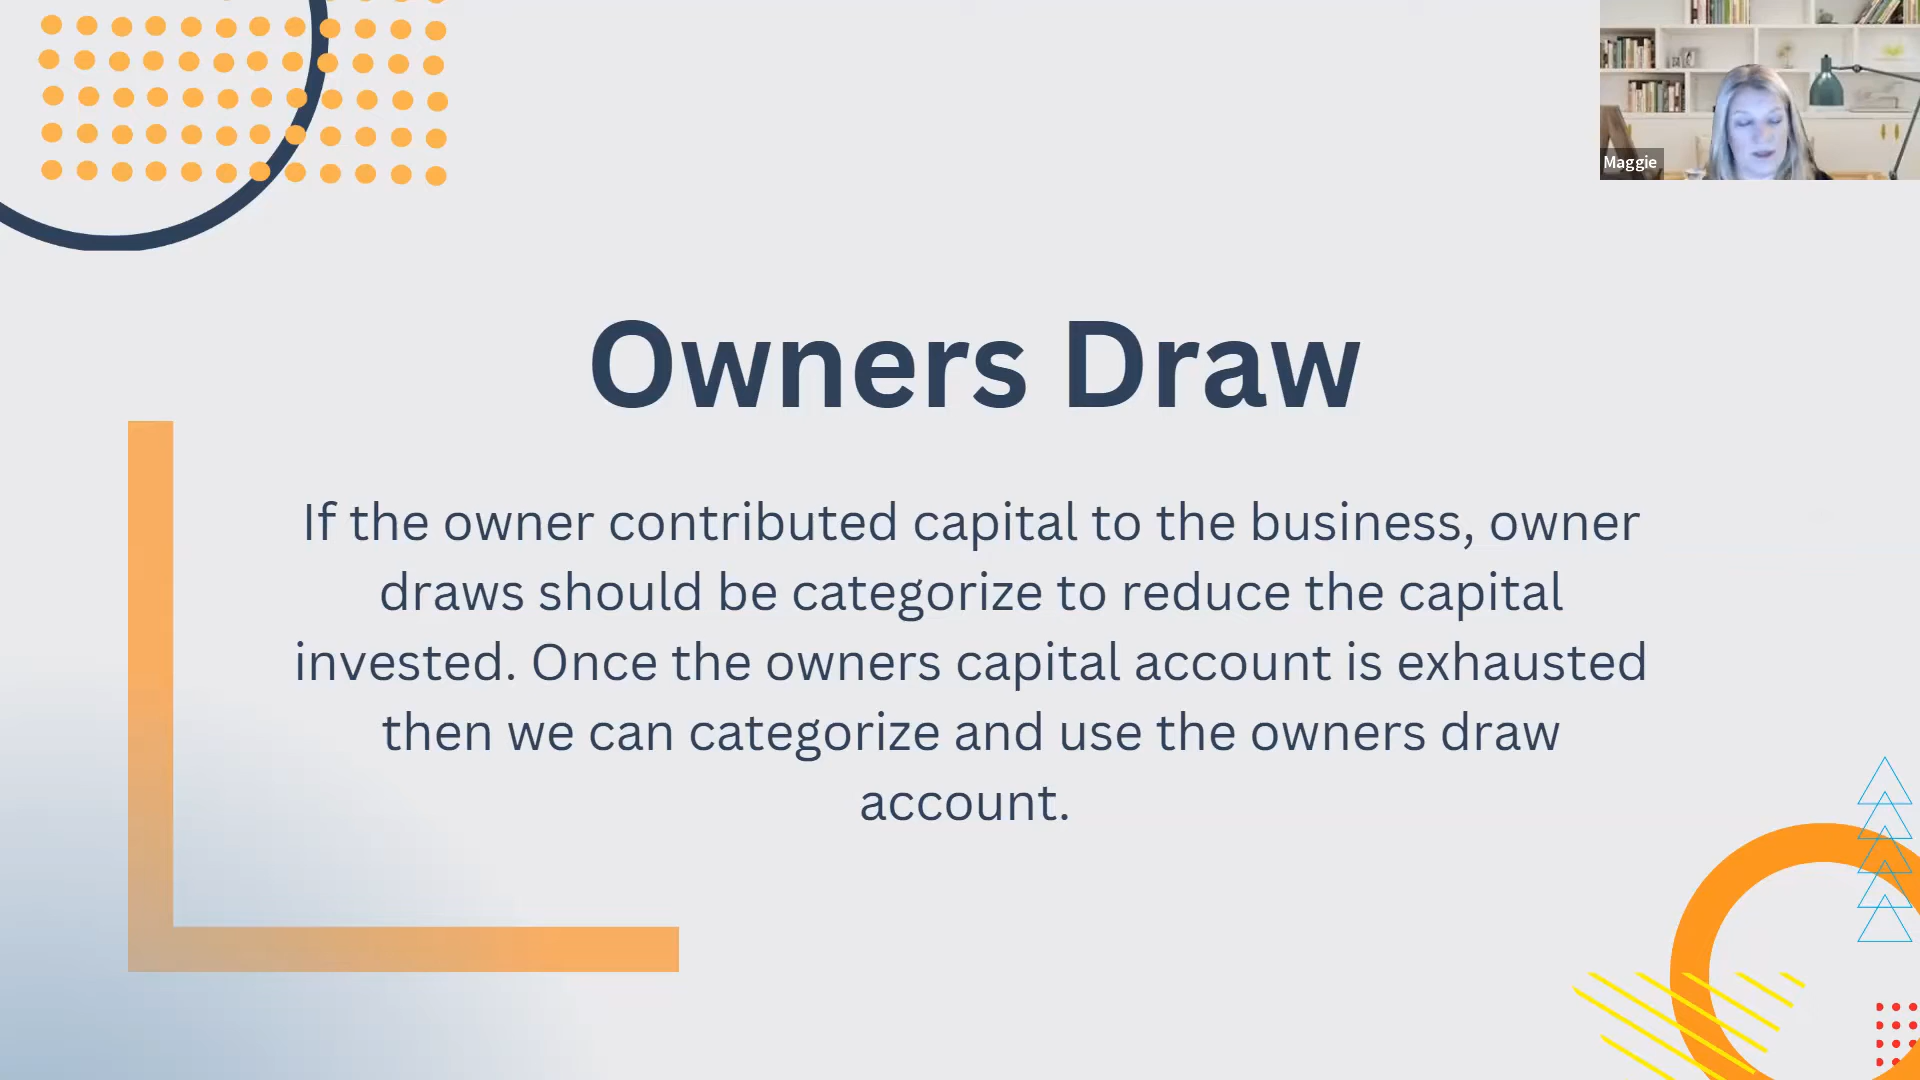 Maggie
Owners Draw
If the owner contributed capital to the business, owner
draws should be categorize to reduce the capital
invested. Once the owners capital account is exhausted
then we can categorize and use the owners draw
account.